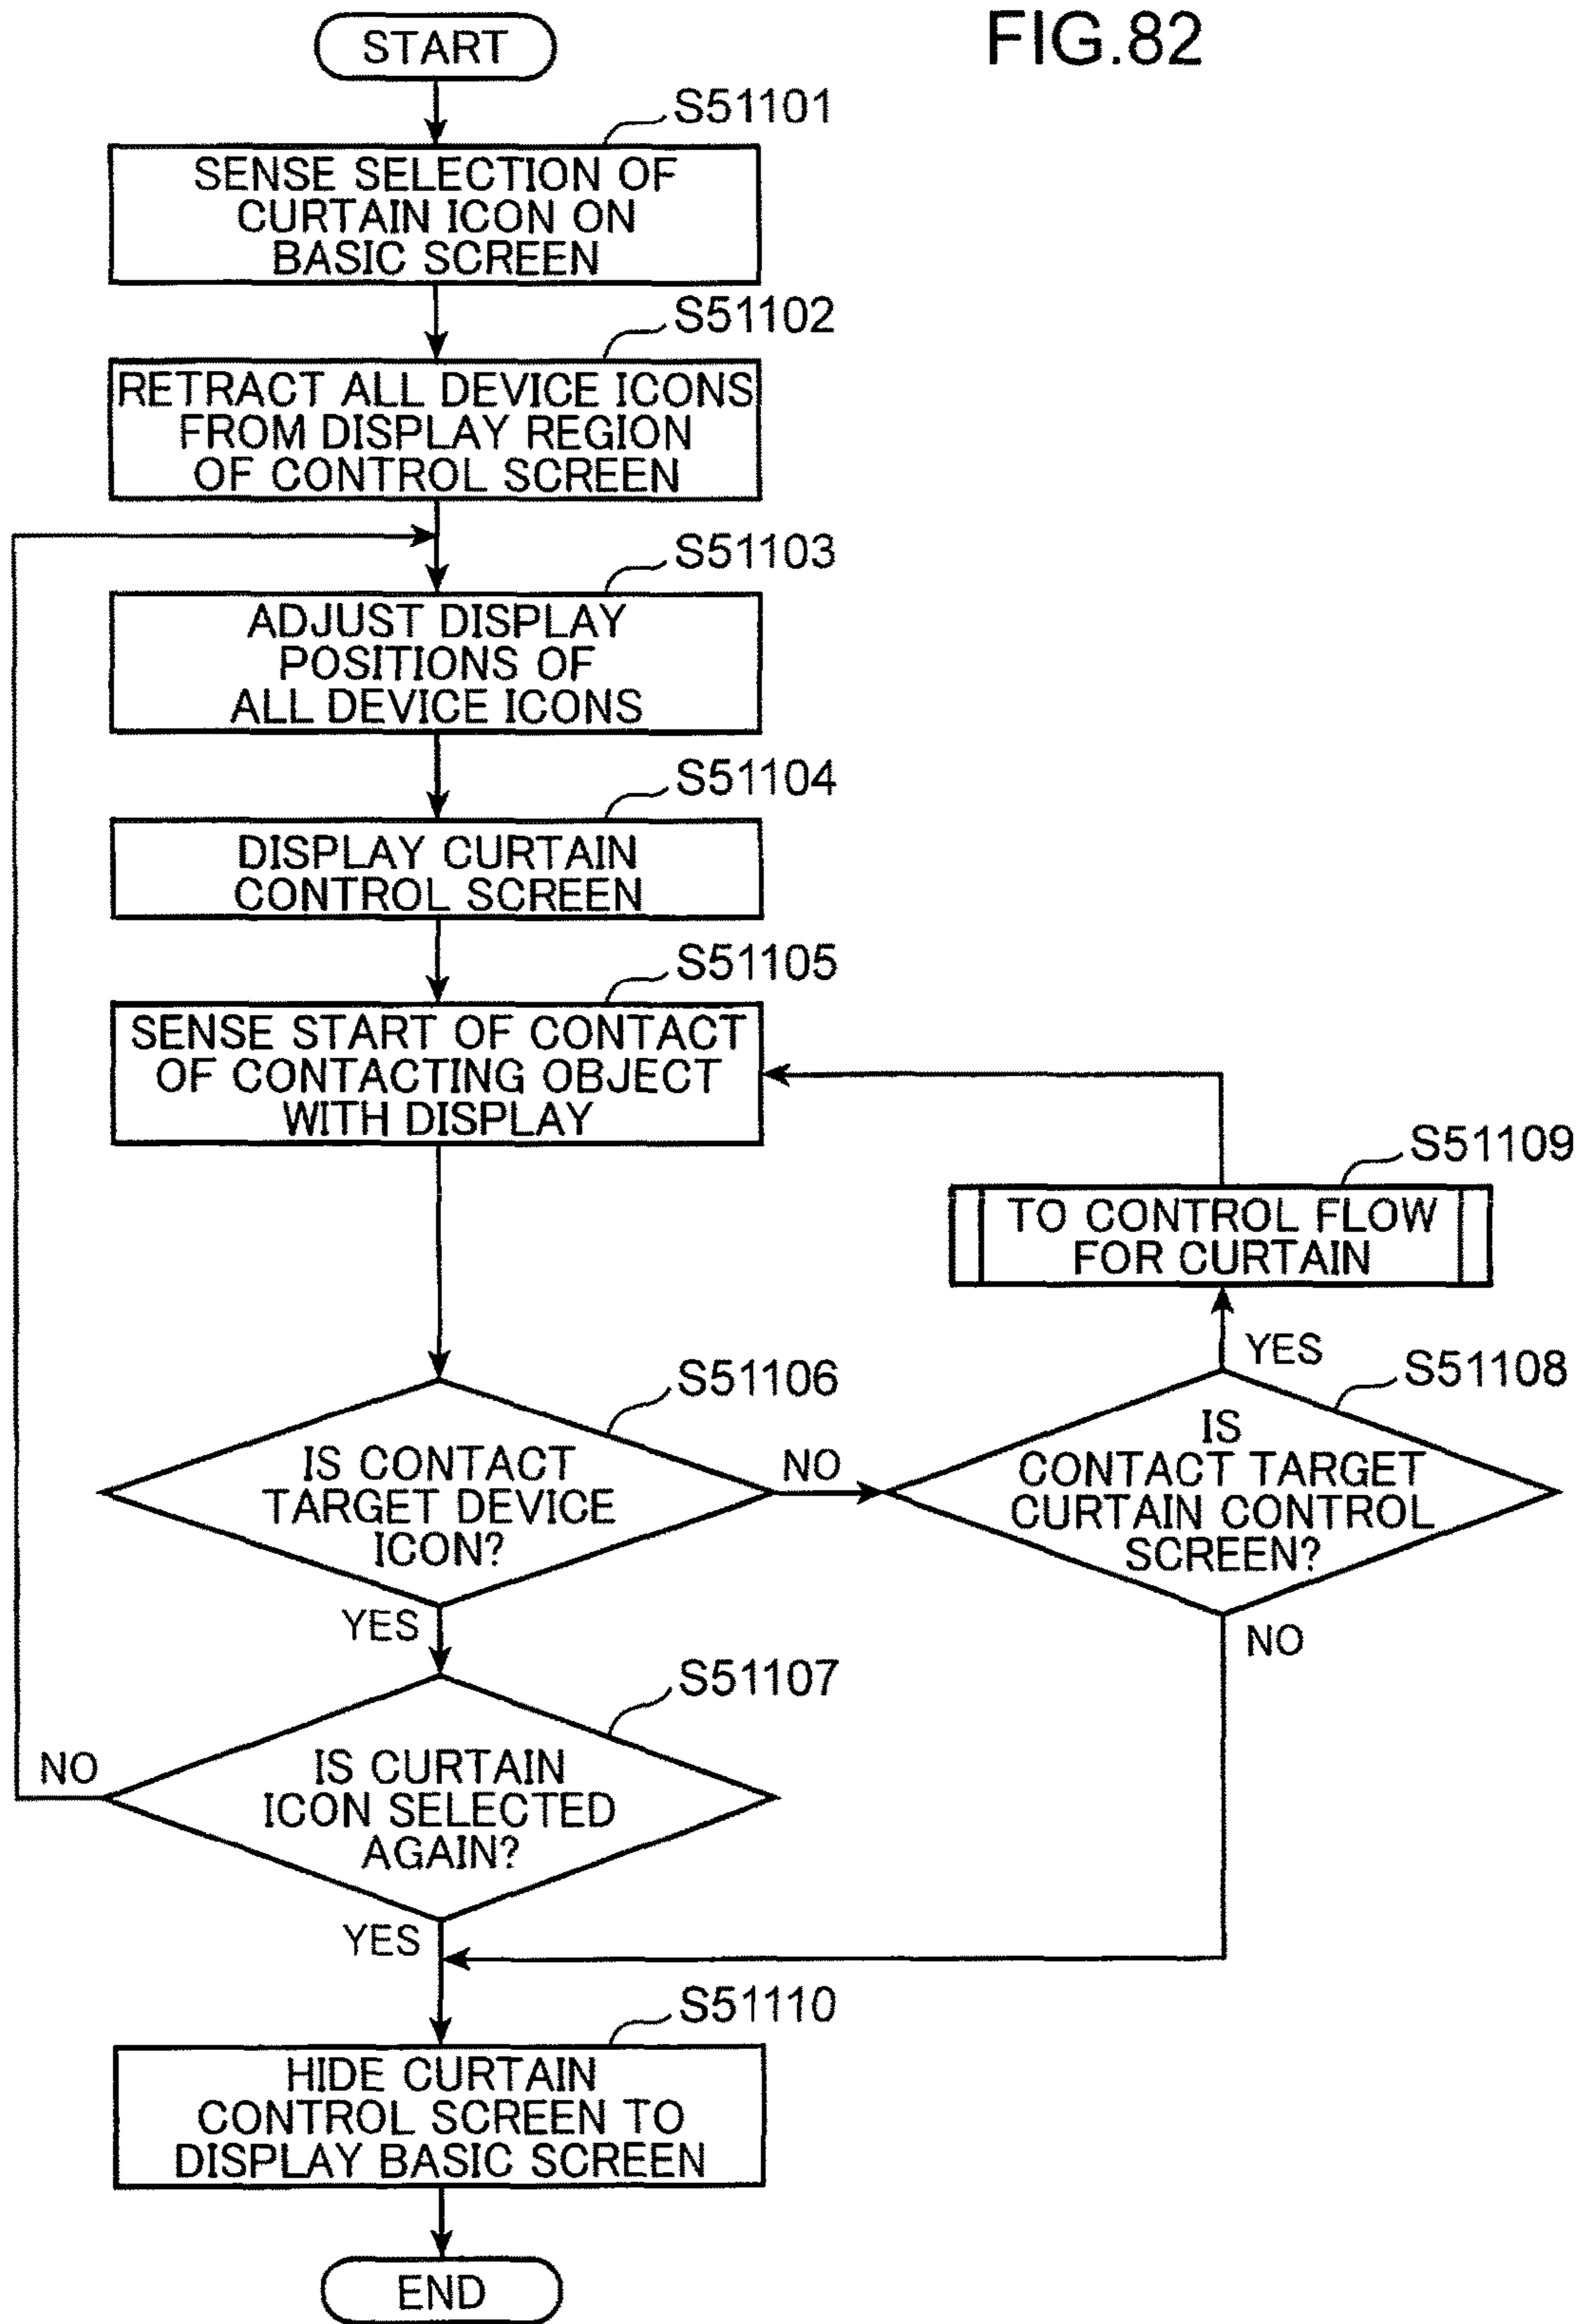 FIG.82
START
S51101
SENSE SELECTION OF
CURTAIN ICON ON
BASIC SCREEN
S51102
RETRACT ALL DEVICE ICONS
FROM DISPLAY REGION
OF CONTROL SCREEN
S51103
ADJUST DISPLAY
POSITIONS OF
ALL DEVICE ICONS
S51104
DISPLAY CURTAIN
CONTROL SCREEN
S51105
SENSE START OF CONTACT
OF CONTACTING OBJECT
WITH DISPLAY
S51109
TO CONTROL FLOW
FOR CURTAIN
YES
S51106
IS CONTACT
TARGET DEVICE
ICON?
NO
S51108
IS
CONTACT TARGET
CURTAIN CONTROL
SCREEN?
YES
NO
S51107
IS CURTAIN
ICON SELECTED
AGAIN?
NO
YES
S51110
HIDE CURTAIN
CONTROL SCREEN TO
DISPLAY BASIC SCREEN
END